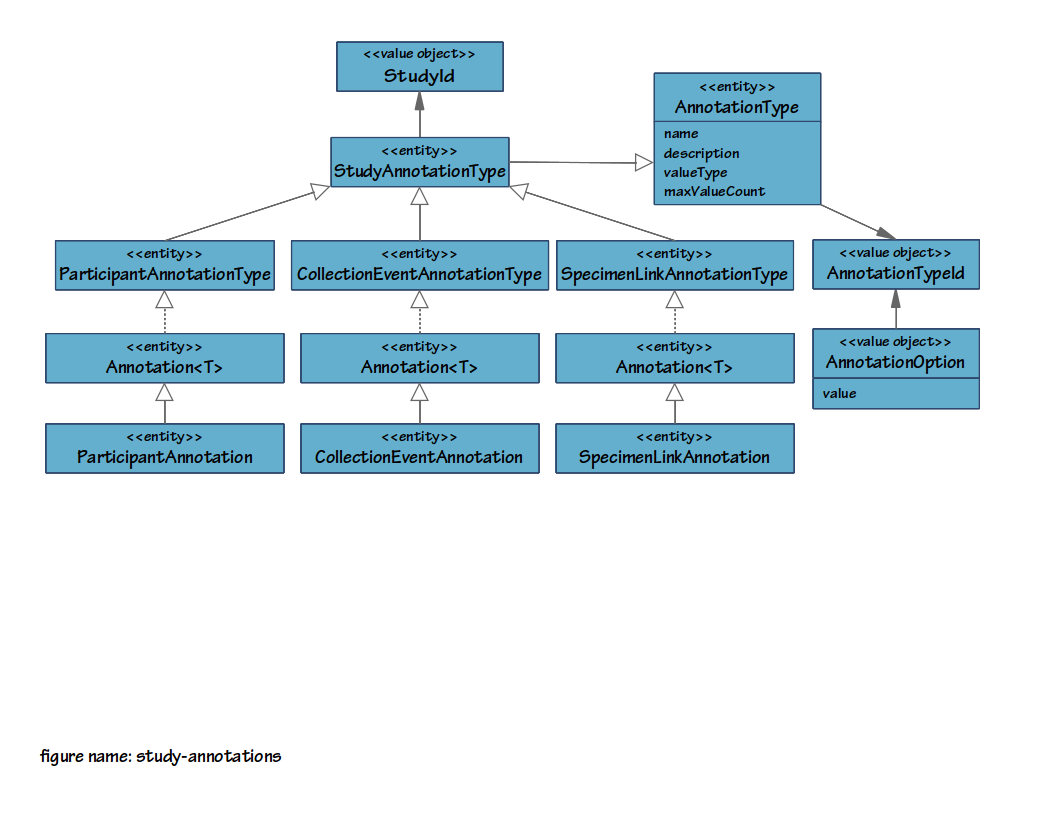 <<value object>>
StudyId
<<entity>>
AnnotationType
name
description
valueType
maxValueCount
<<entity>>
StudyAnnotationType
<<entity>>
ParticipantAnnotationType
<<entity>>
CollectionEventAnnotationType
<<entity>>
SpecimenLinkAnnotationType
<<value object>>
AnnotationTypeId
<<entity>>
Annotation<T>
<<entity>>
Annotation<T>
<<entity>>
Annotation<T>
<<value object>>
AnnotationOption
value
<<entity>>
ParticipantAnnotation
<<entity>>
CollectionEventAnnotation
<<entity>>
SpecimenLinkAnnotation
figure name: study-annotations